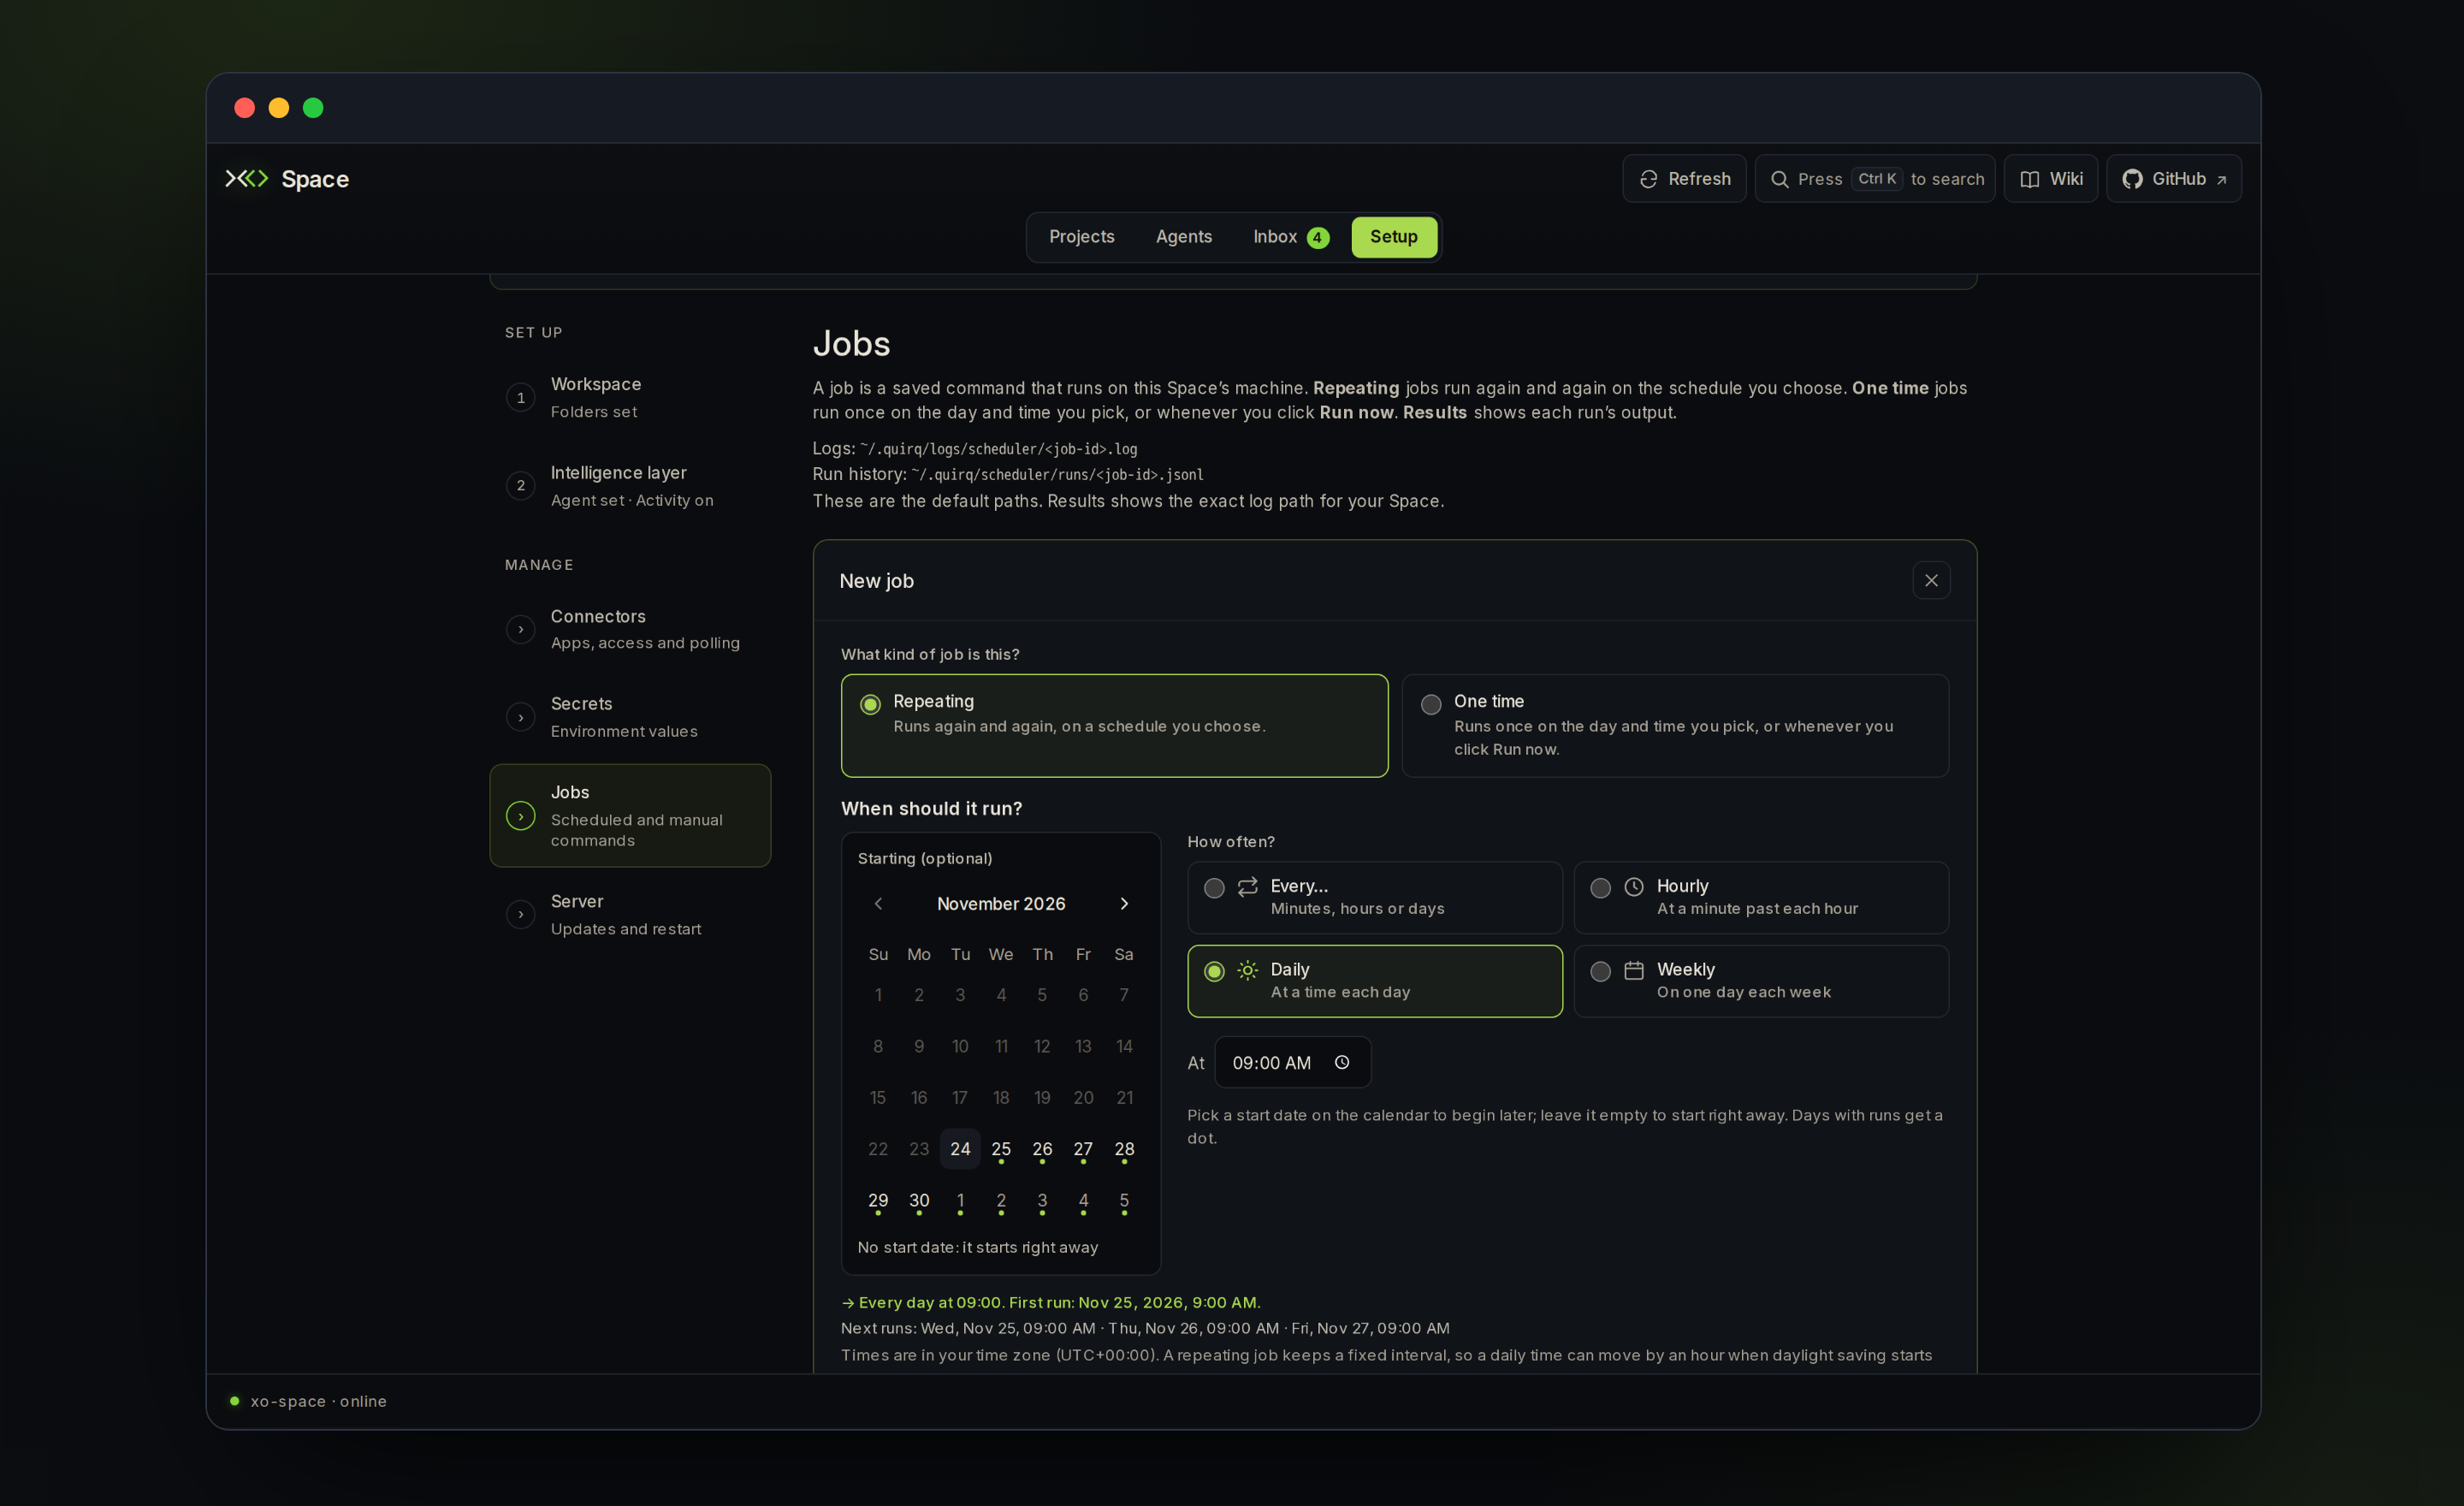 Space
Refresh
Press Ctrl K to search
Wiki
GitHub
Projects
Agents
Inbox 4
Setup
SET UP
1
Workspace
Folders set
2
Intelligence layer
Agent set · Activity on
MANAGE
Connectors
Apps, access and polling
Secrets
Environment values
Jobs
Scheduled and manual
commands
Server
Updates and restart
Jobs
A job is a saved command that runs on this Space’s machine. Repeating jobs run again and again on the schedule you choose. One time jobs
run once on the day and time you pick, or whenever you click Run now. Results shows each run’s output.
Logs: ~/.quirq/logs/scheduler/<job-id>.log
Run history: ~/.quirq/scheduler/runs/<job-id>.jsonl
These are the default paths. Results shows the exact log path for your Space.
New job
What kind of job is this?
Repeating
Runs again and again, on a schedule you choose.
One time
Runs once on the day and time you pick, or whenever you
click Run now.
When should it run?
Starting (optional)
November 2026
Su Mo Tu We Th Fr Sa
1 2 3 4 5 6 7
8 9 10 11 12 13 14
15 16 17 18 19 20 21
22 23 24 25 26 27 28
29 30 1 2 3 4 5
No start date: it starts right away
How often?
Every...
Minutes, hours or days
Hourly
At a minute past each hour
Daily
At a time each day
Weekly
On one day each week
At 09:00 AM
Pick a start date on the calendar to begin later; leave it empty to start right away. Days with runs get a
dot.
→ Every day at 09:00. First run: Nov 25, 2026, 9:00 AM.
Next runs: Wed, Nov 25, 09:00 AM · Thu, Nov 26, 09:00 AM · Fri, Nov 27, 09:00 AM
Times are in your time zone (UTC+00:00). A repeating job keeps a fixed interval, so a daily time can move by an hour when daylight saving starts
xo-space · online